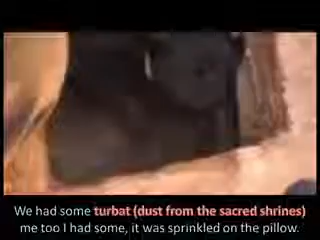 We had some turbat (dust from the sacred shrines)
me too I had some, it was sprinkled on the pillow.